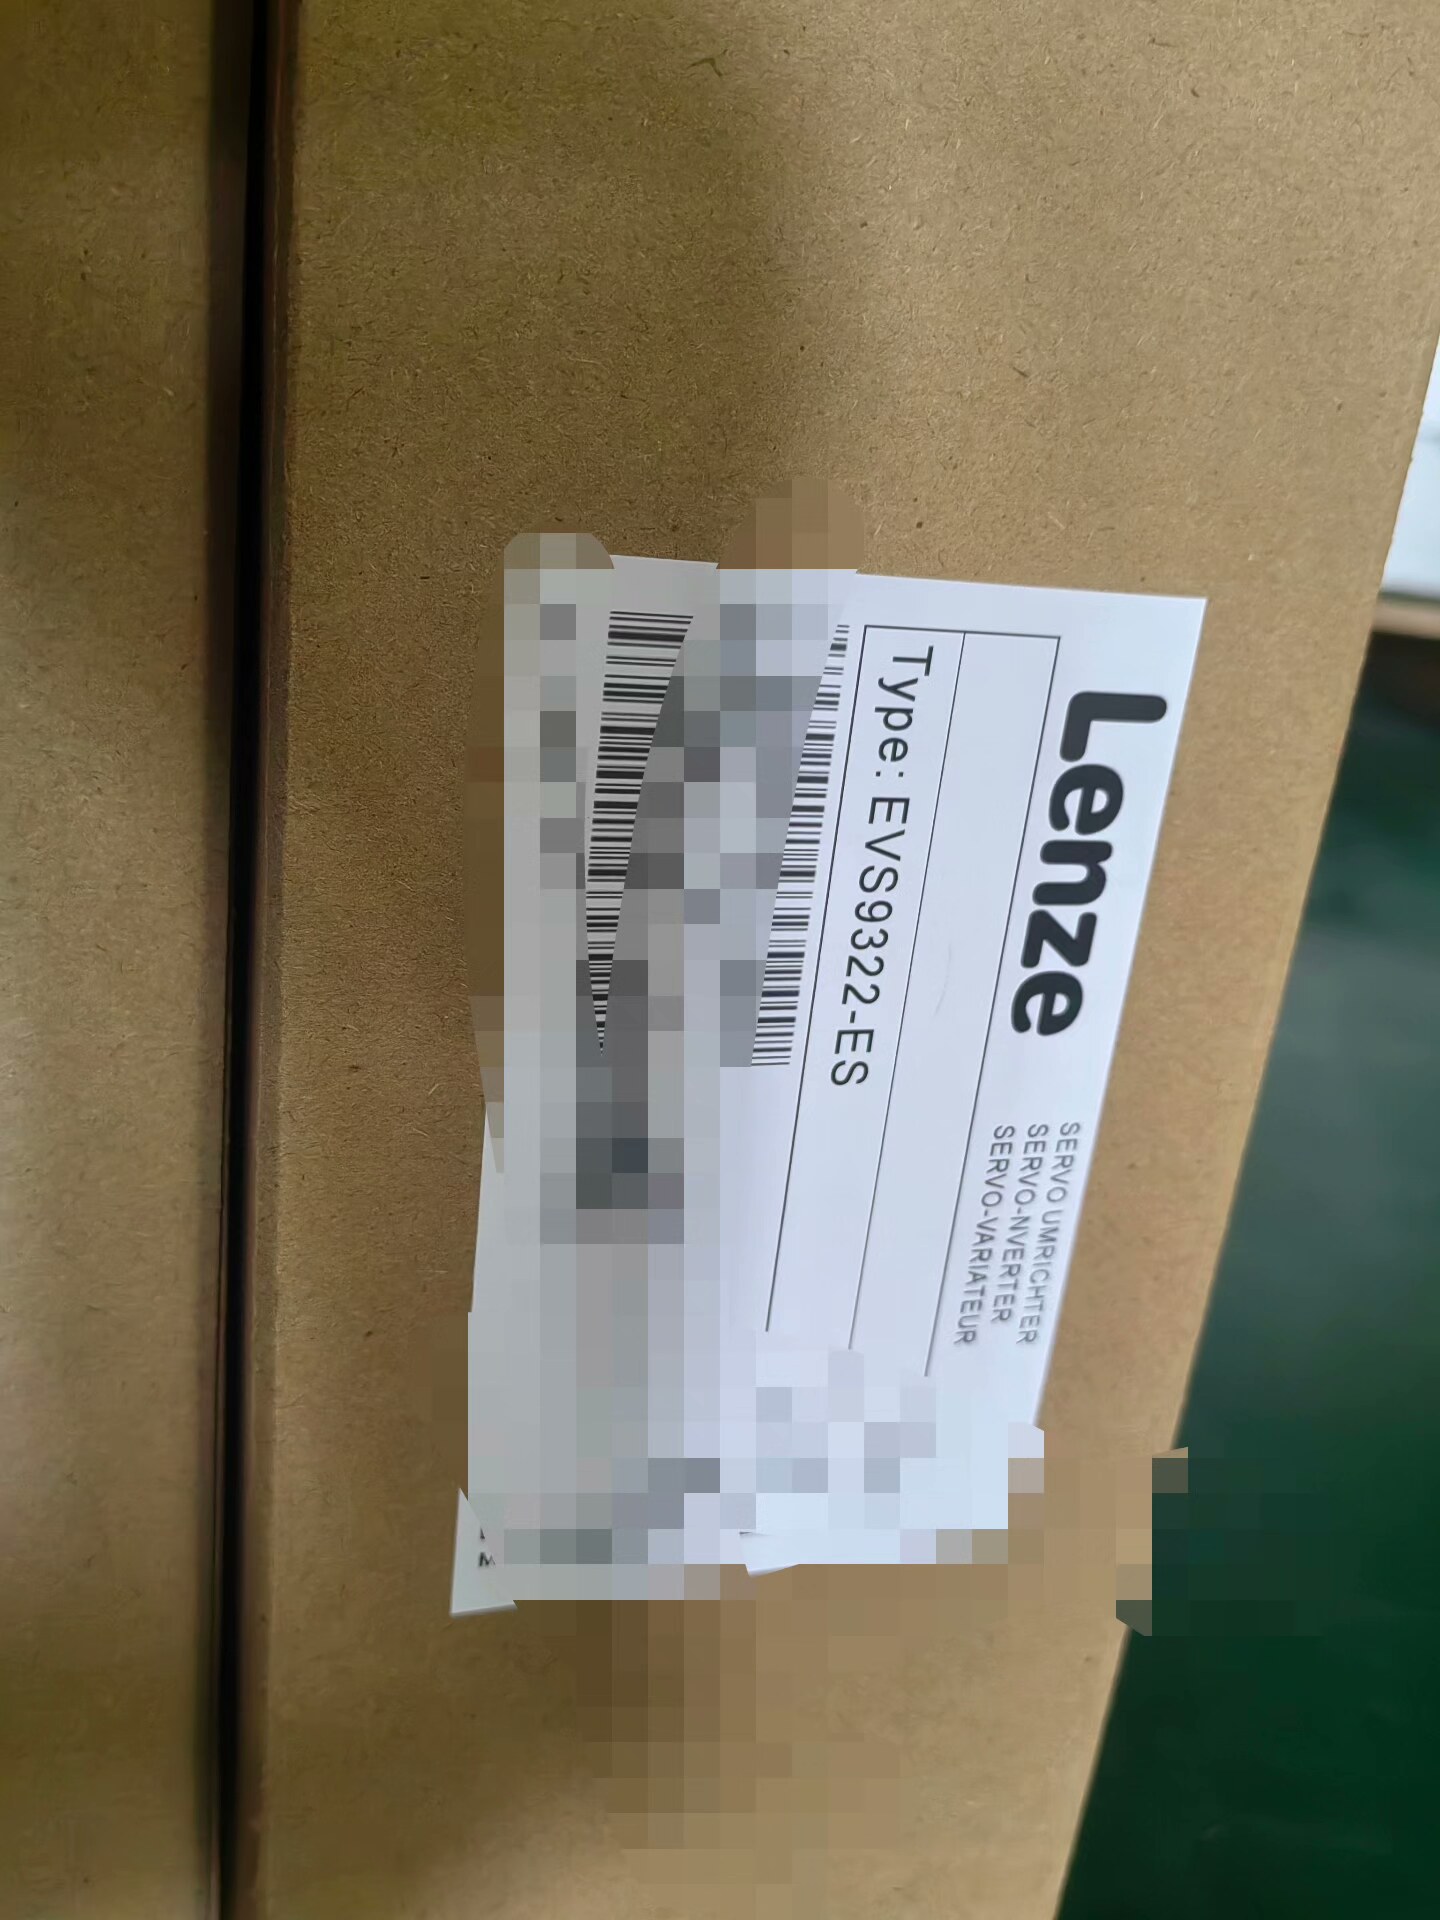 Lenze
SERVO UMRICHTER
SERVO-NVERTER
SERVO-VARIATEUR
Type: EVS9322-ES
M